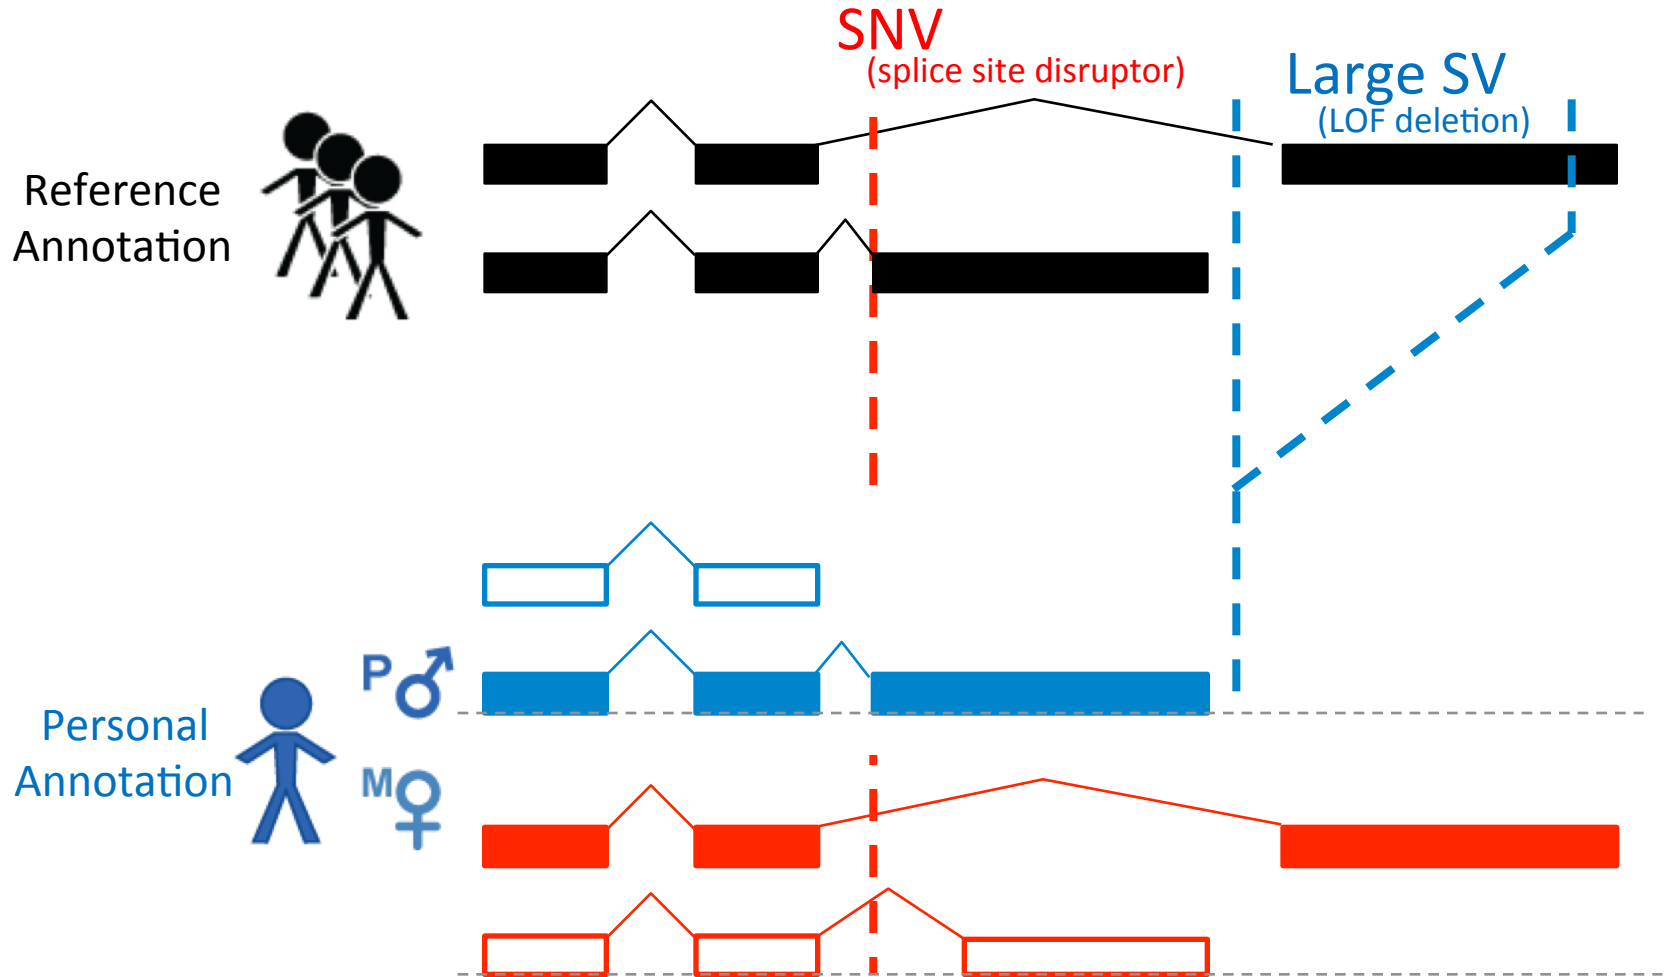 SNV
(splice site disruptor)
Large SV
(LOF deletion)
Reference
Annotation
P
Personal
Annotation
M